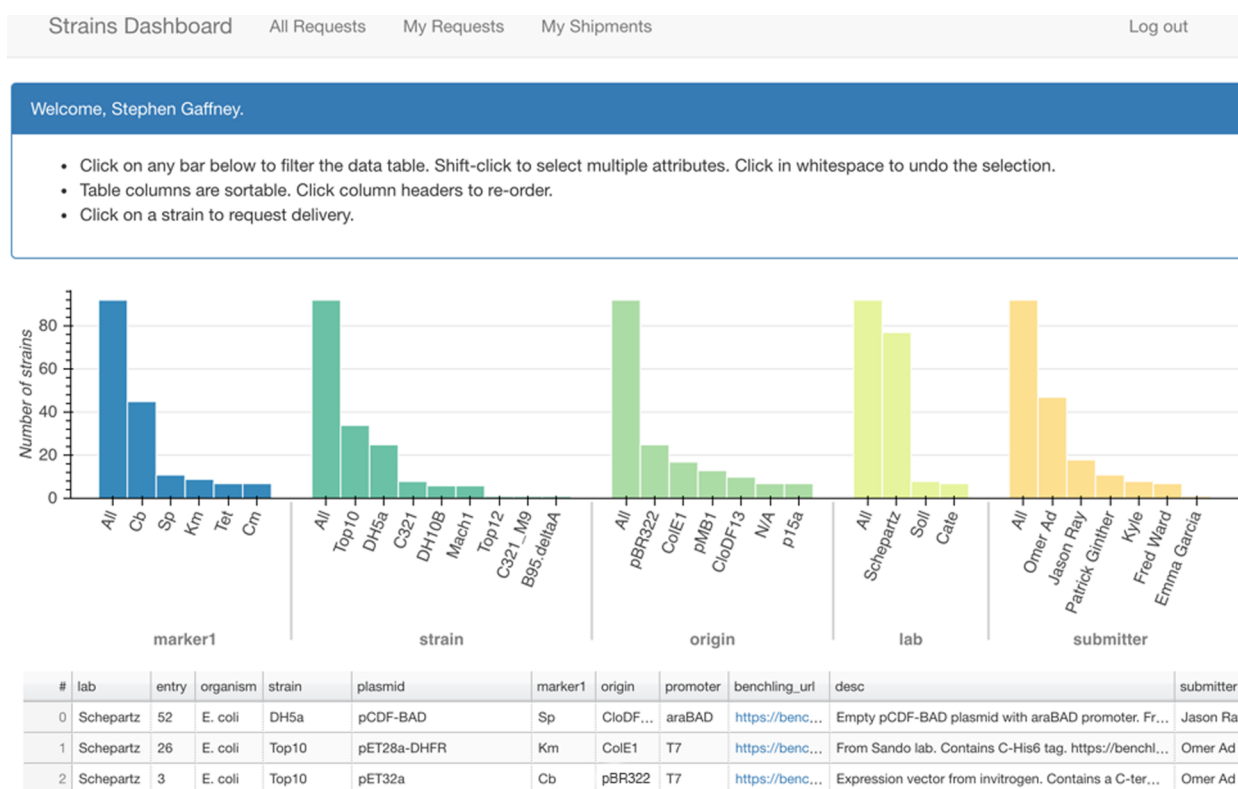 Strains Dashboard All Requests My Requests My Shipments Log out
Welcome, Stephen Gaffney.
• Click on any bar below to filter the data table. Shift-click to select multiple attributes. Click in whitespace to undo the selection.
• Table columns are sortable. Click column headers to re-order.
• Click on a strain to request delivery.
Number of strains
80
60
40
20
0
All Cb Sp Km Tet Cm
All Top10 DH5a C321 DH10B Mach1 Top12 C321_M9 B95.deltaA
All pBR322 ColE1 pMB1 CloDF13 N/A p15a
All Schepartz Soll Cate
All Omer Ad Jason Ray Patrick Ginther Kyle Fred Ward Emma Garcia
marker1 strain origin lab submitter
# lab entry organism strain plasmid marker1 origin promoter benchling_url desc submitter
0 Schepartz 52 E. coli DH5a pCDF-BAD Sp CloDF... araBAD https://benc... Empty pCDF-BAD plasmid with araBAD promoter. Fr... Jason Ra
1 Schepartz 26 E. coli Top10 pET28a-DHFR Km ColE1 T7 https://benc... From Sando lab. Contains C-His6 tag. https://benchl... Omer Ad
2 Schepartz 3 E. coli Top10 pET32a Cb pBR322 T7 https://benc... Expression vector from invitrogen. Contains a C-ter... Omer Ad